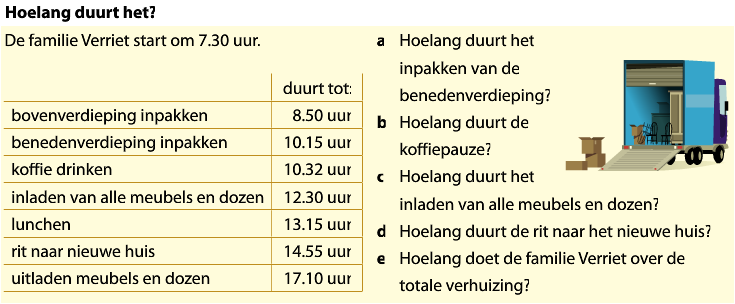 Hoelang duurt het?
De familie Verriet start om 7.30 uur.
duurt tot:
bovenverdieping inpakken 8.50 uur
benedenverdieping inpakken 10.15 uur
koffie drinken 10.32 uur
inladen van alle meubels en dozen 12.30 uur
lunchen 13.15 uur
rit naar nieuwe huis 14.55 uur
uitladen meubels en dozen 17.10 uur
a Hoelang duurt het
inpakken van de
benedenverdieping?
b Hoelang duurt de
koffiepauze?
c Hoelang duurt het
inladen van alle meubels en dozen?
d Hoelang duurt de rit naar het nieuwe huis?
e Hoelang doet de familie Verriet over de
totale verhuizing?